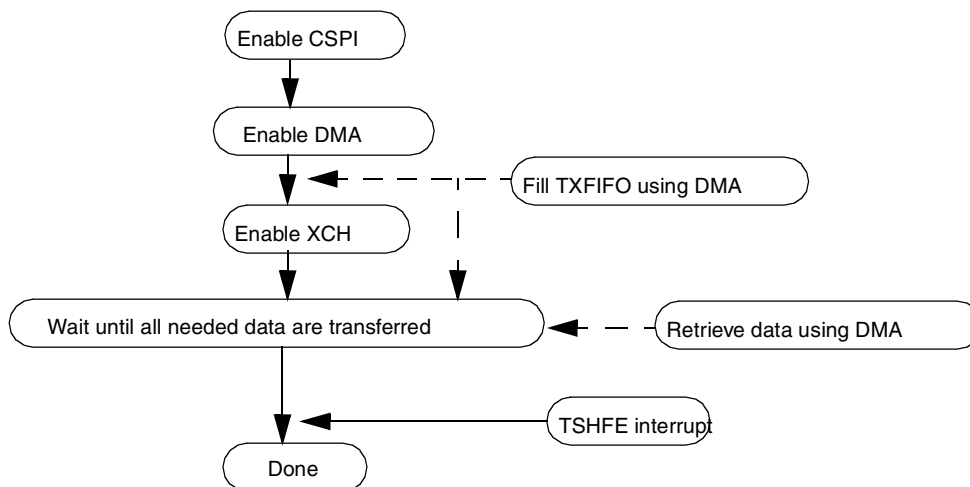 Enable CSPI
Enable DMA
Fill TXFIFO using DMA
Enable XCH
Wait until all needed data are transferred
Retrieve data using DMA
TSHFE interrupt
Done